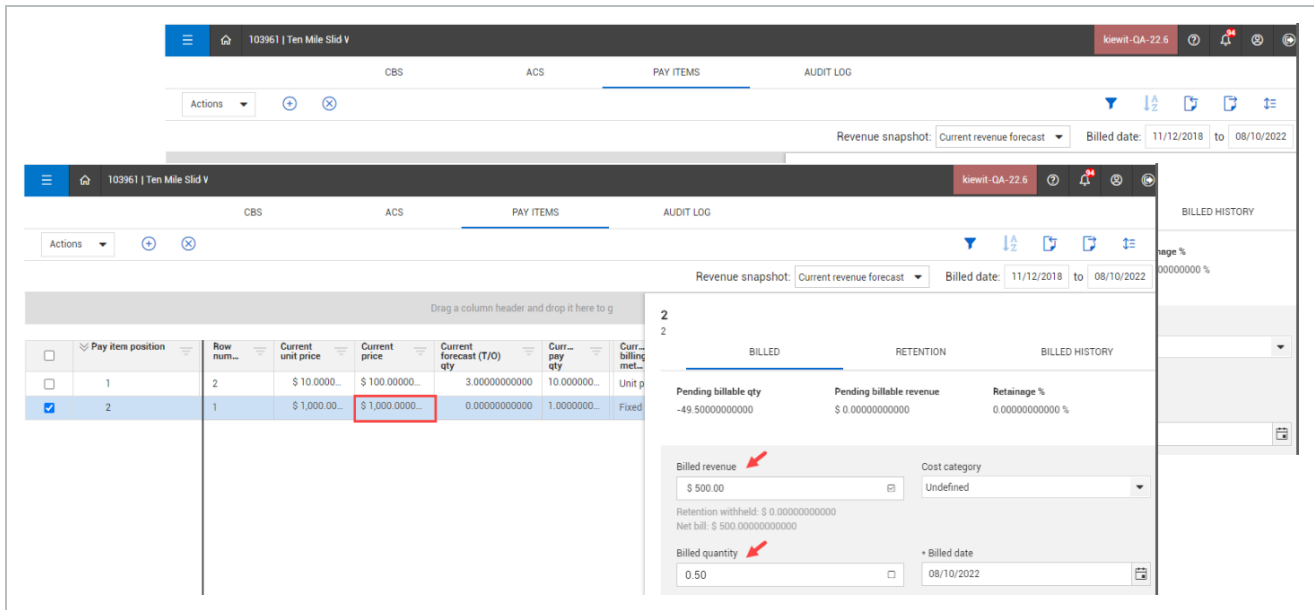 103961 | Ten Mile Slid V
kiewit-QA-22.6
94
CBS
ACS
PAY ITEMS
AUDIT LOG
Actions
Revenue snapshot: Current revenue forecast
Billed date: 11/12/2018 to 08/10/2022
BILLED HISTORY
00000000 %
103961 | Ten Mile Slid V
kiewit-QA-22.6
94
CBS
ACS
PAY ITEMS
AUDIT LOG
Actions
Revenue snapshot: Current revenue forecast
Billed date: 11/12/2018 to 08/10/2022
Drag a column header and drop it here to g
Pay item position
Row num...
Current unit price
Current price
Current forecast (T/O) qty
Curr... pay qty
Curr... billing met...
1 2 $ 10.0000... $ 100.00000... 3.00000000000 10.000000... Unit p
2 1 $ 1,000.00... $ 1,000.0000... 0.00000000000 1.0000000... Fixed
2
2
BILLED
RETENTION
BILLED HISTORY
Pending billable qty
-49.50000000000
Pending billable revenue
$ 0.00000000000
Retainage %
0.00000000000 %
Billed revenue
$ 500.00
Retention withheld: $ 0.00000000000
Net bill: $ 500.00000000000
Cost category
Undefined
Billed quantity
0.50
* Billed date
08/10/2022